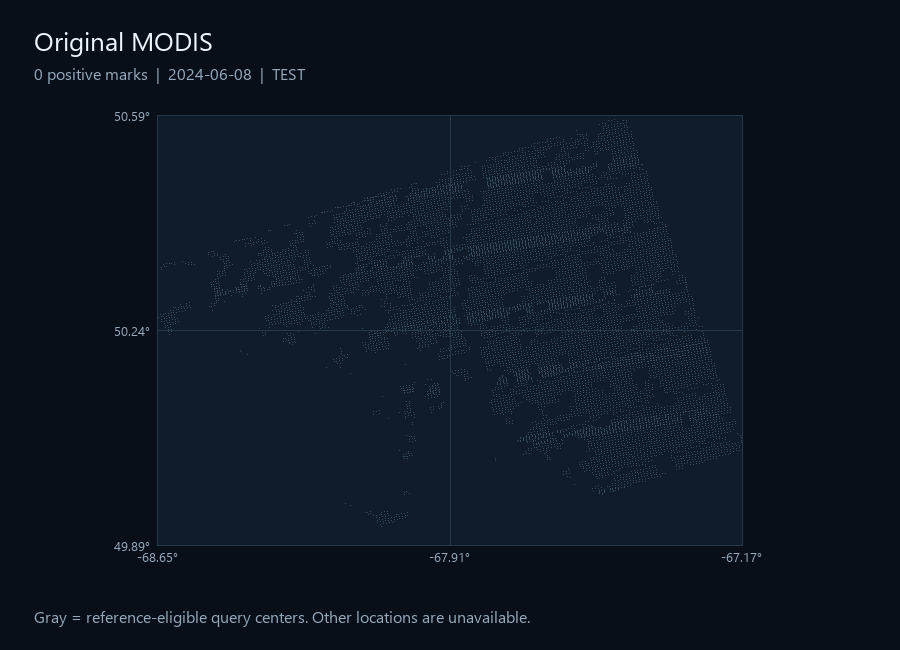 Original MODIS
0 positive marks | 2024-06-08 | TEST
50.59°
50.24°
49.89°
-68.65°
-67.91°
-67.17°
Gray = reference-eligible query centers. Other locations are unavailable.